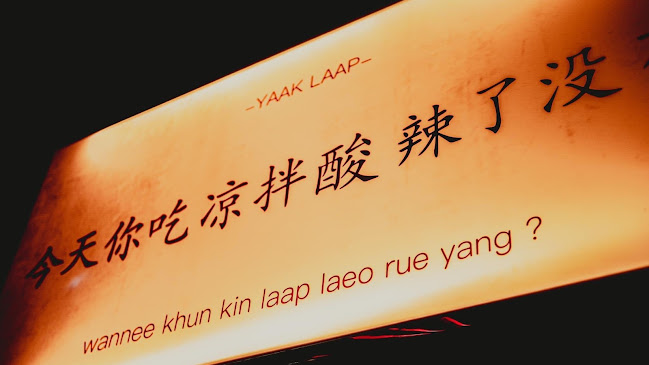 -YAAK LAAP-
今天你吃凉拌酸辣了没
wannee khun kin laap laeo rue yang ?